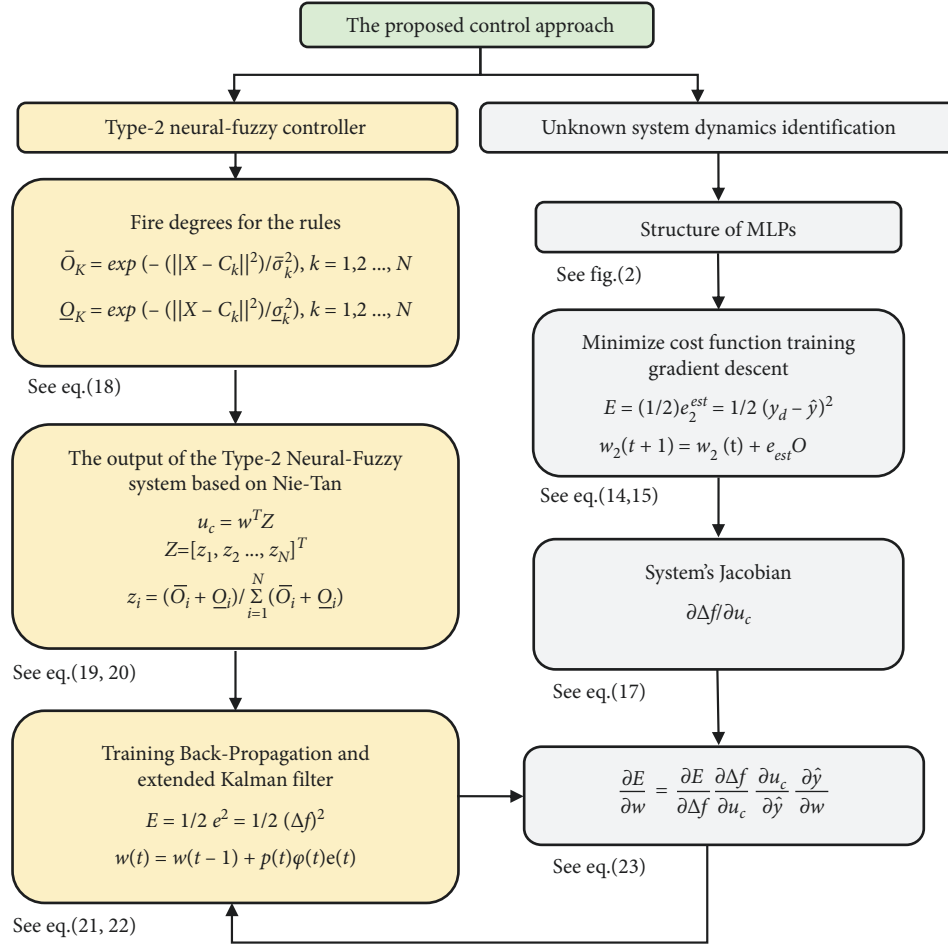 The proposed control approach
Type-2 neural-fuzzy controller
Fire degrees for the rules
Ō_K = exp (– (||X – C_k||²)/σ̄_k²), k = 1,2 ..., N
O̲_K = exp (– (||X – C_k||²)/σ̲_k²), k = 1,2 ..., N
See eq.(18)
The output of the Type-2 Neural-Fuzzy
system based on Nie-Tan
u_c = w^T Z
Z=[z_1, z_2 ..., z_N]^T
z_i = (Ō_i + O̲_i)/ Σ_{i=1}^{N} (Ō_i + O̲_i)
See eq.(19, 20)
Training Back-Propagation and
extended Kalman filter
E = 1/2 e² = 1/2 (Δf)²
w(t) = w(t – 1) + p(t)φ(t)e(t)
See eq.(21, 22)
Unknown system dynamics identification
Structure of MLPs
See fig.(2)
Minimize cost function training
gradient descent
E = (1/2)e_2^{est} = 1/2 (y_d – ŷ)²
w_2(t + 1) = w_2 (t) + e_{est}O
See eq.(14,15)
System’s Jacobian
∂Δf/∂u_c
See eq.(17)
∂E/∂w = ∂E/∂Δf ∂Δf/∂u_c ∂u_c/∂ŷ ∂ŷ/∂w
See eq.(23)